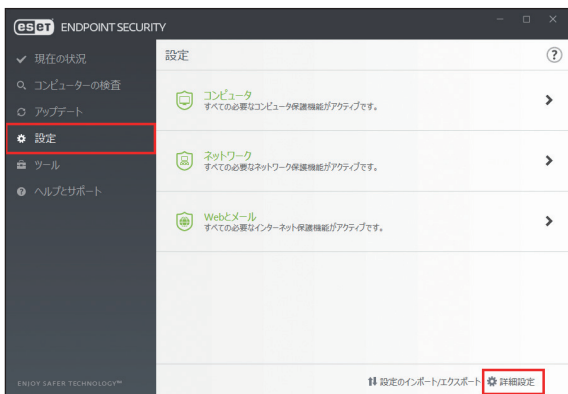 eset ENDPOINT SECURITY
現在の状況
コンピューターの検査
アップデート
設定
ツール
ヘルプとサポート
ENJOY SAFER TECHNOLOGY™
設定
?
コンピュータ
すべての必要なコンピュータ保護機能がアクティブです。
ネットワーク
すべての必要なネットワーク保護機能がアクティブです。
Webとメール
すべての必要なインターネット保護機能がアクティブです。
設定のインポート/エクスポート 詳細設定